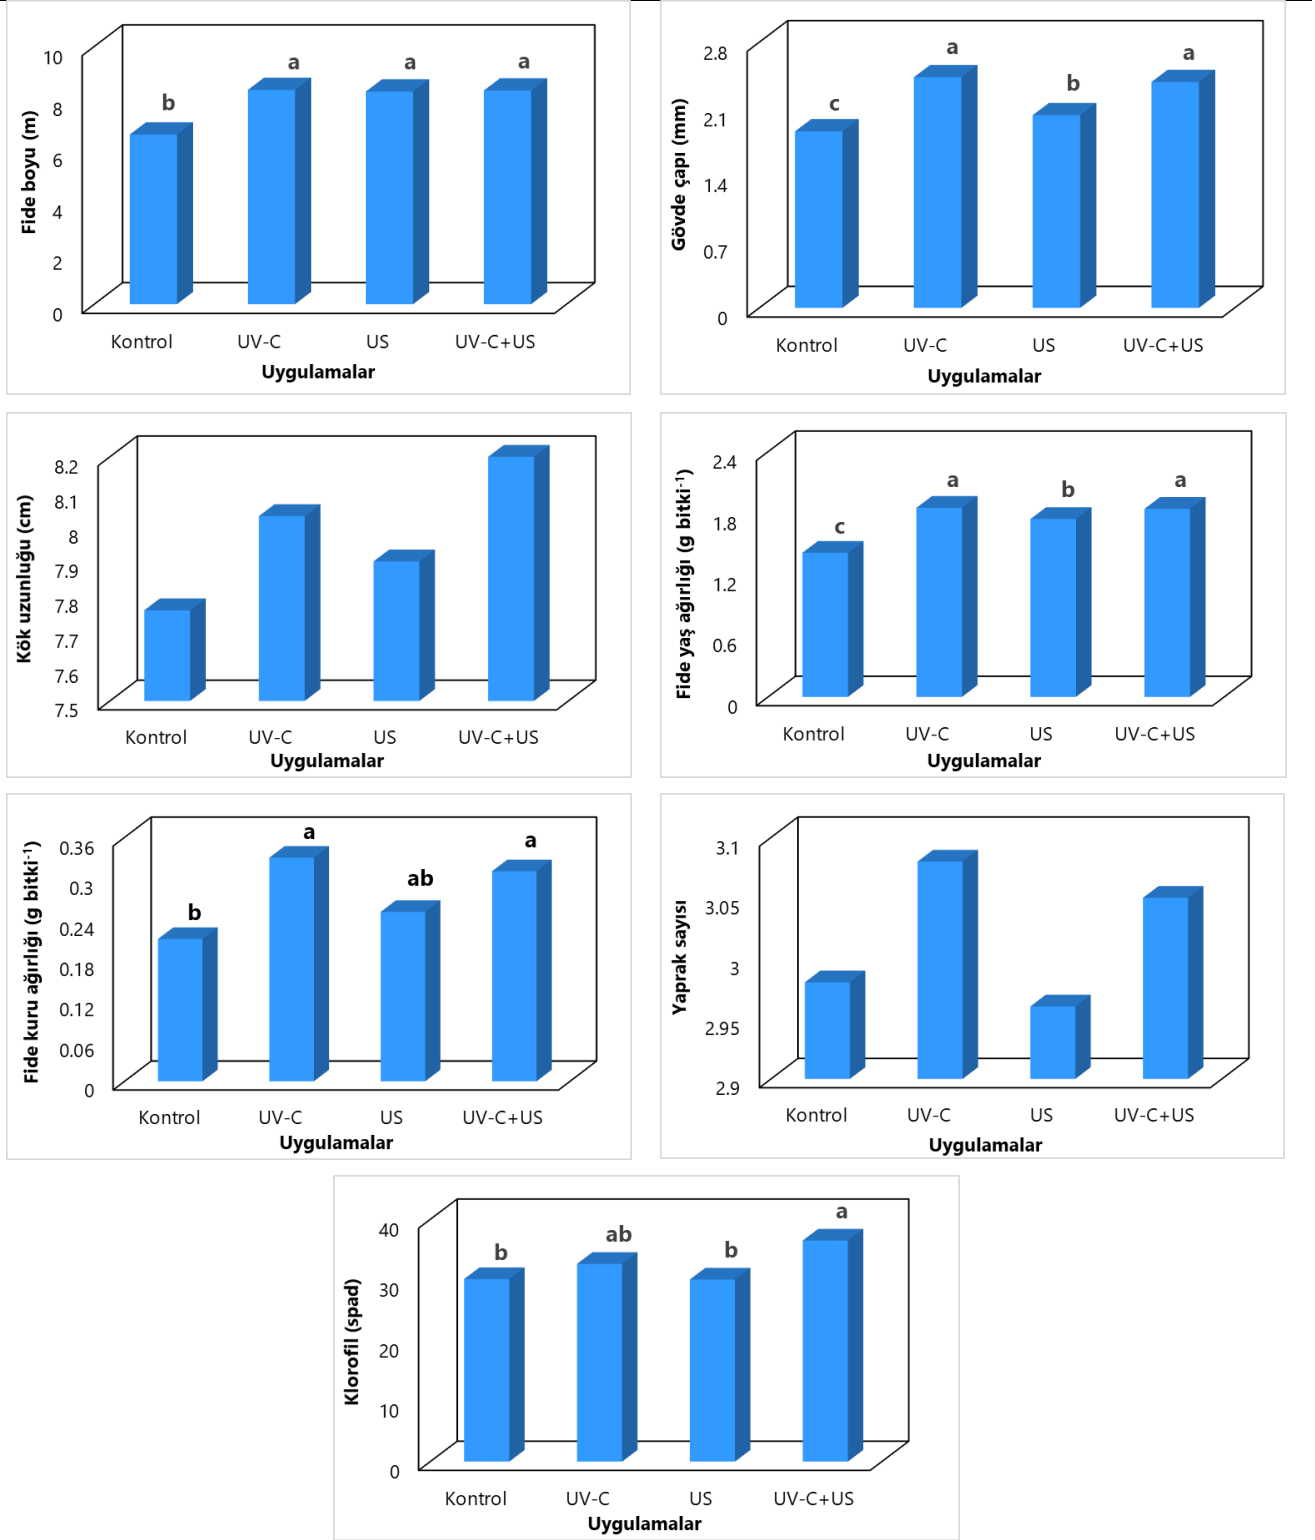 Fide boyu (m)
10
8
6
4
2
0
b
a
a
a
Kontrol UV-C US UV-C+US
Uygulamalar
Gövde çapı (mm)
2.8
2.1
1.4
0.7
0
c
a
b
a
Kontrol UV-C US UV-C+US
Uygulamalar
Kök uzunluğu (cm)
8.2
8.1
8
7.9
7.8
7.7
7.6
7.5
Kontrol UV-C US UV-C+US
Uygulamalar
Fide yaş ağırlığı (g bitki⁻¹)
2.4
1.8
1.2
0.6
0
c
a
b
a
Kontrol UV-C US UV-C+US
Uygulamalar
Fide kuru ağırlığı (g bitki⁻¹)
0.36
0.3
0.24
0.18
0.12
0.06
0
b
a
ab
a
Kontrol UV-C US UV-C+US
Uygulamalar
Yaprak sayısı
3.1
3.05
3
2.95
2.9
Kontrol UV-C US UV-C+US
Uygulamalar
Klorofil (spad)
40
30
20
10
0
b
ab
b
a
Kontrol UV-C US UV-C+US
Uygulamalar